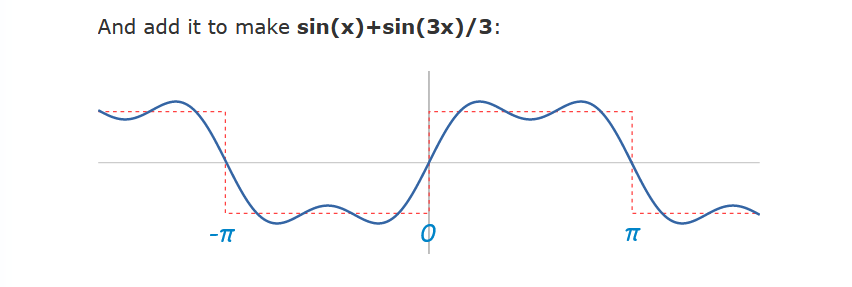 And add it to make sin(x)+sin(3x)/3:
-π 0 π